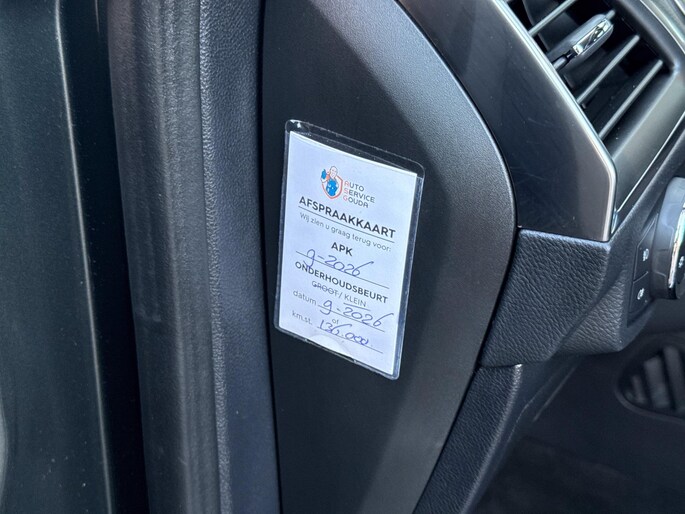 AUTO
SERVICE
GOUDA
AFSPRAAKKAART
Wij zien u graag terug voor:
APK
9-2026
ONDERHOUDSBEURT
GROOT / KLEIN
datum 9-2026
of
km.st. 136.000